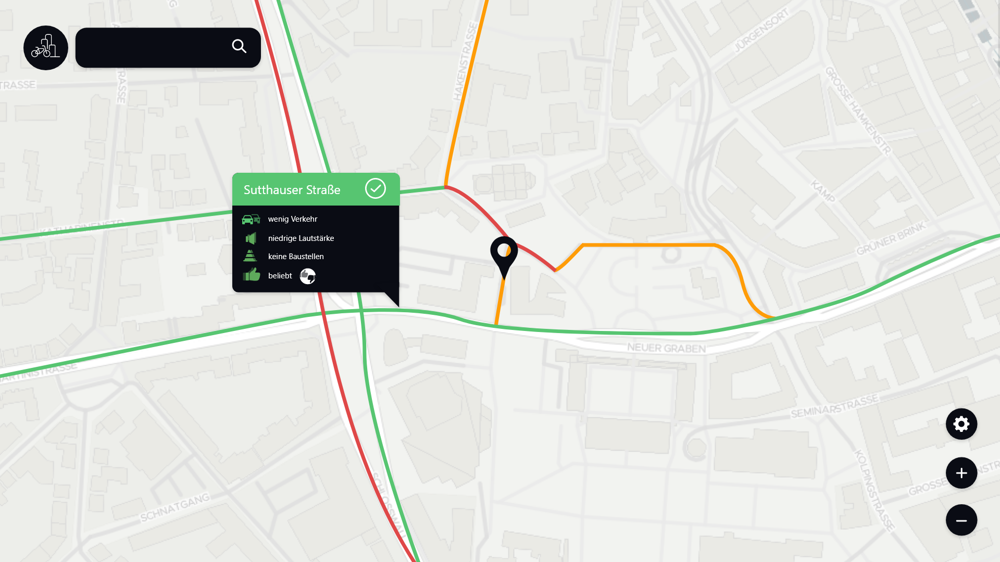 HAKENSTRASSE
JÜRGENSORT
GROSSE HAMKENSTR.
TRASSE
RASSE
Sutthauser Straße
wenig Verkehr
niedrige Lautstärke
keine Baustellen
beliebt
KATHARINENSTR.
KAMP
GRÜNER BRINK
NEUER GRABEN
ARTINISTRASSE
SEMINARSTRASSE
KOLPINGSTRASSE
GROSSE
NSTR
SCHLOSSWALL
SCHNATGANG